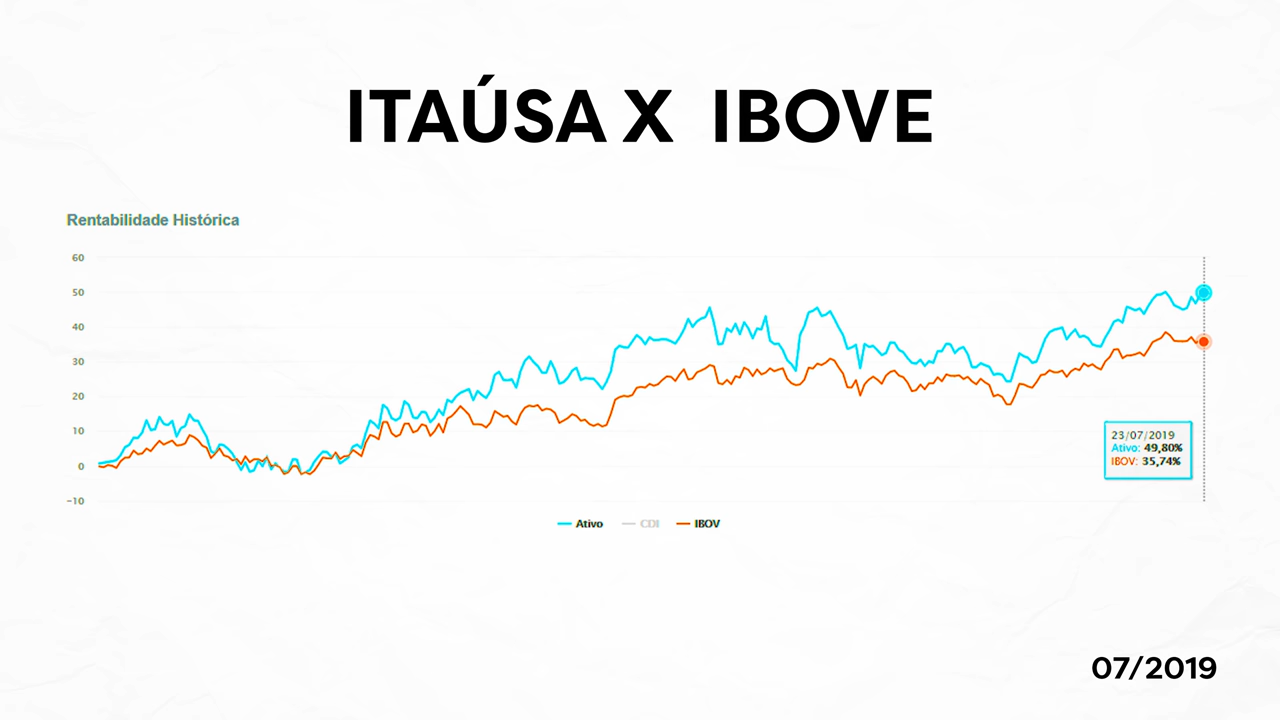 ITAÚSA X IBOVE
Rentabilidade Histórica
60
50
40
30
20
10
0
-10
23/07/2019
Ativo: 49,80%
IBOV: 35,74%
Ativo CDI IBOV
07/2019